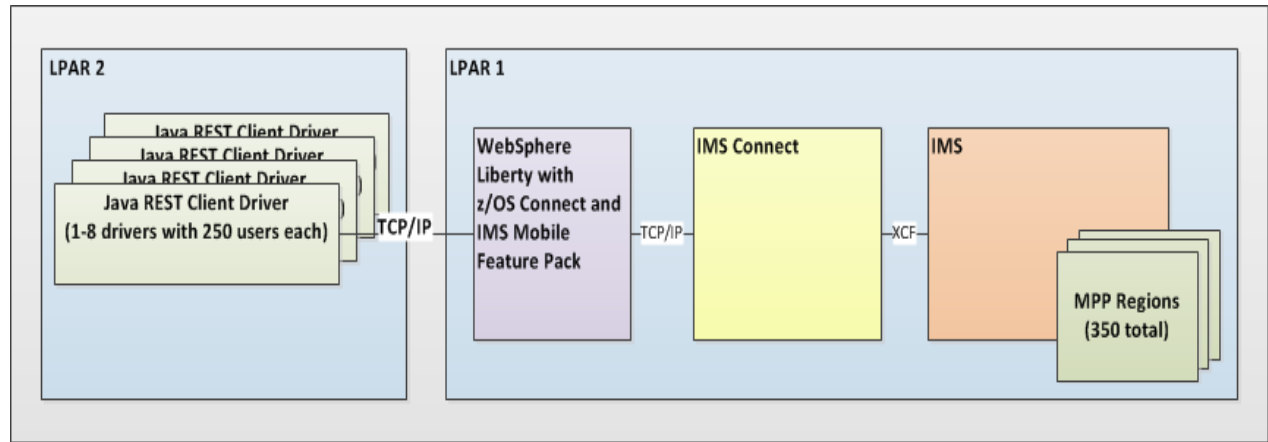 LPAR 2
Java REST Client Driver
Java REST Client Driver
)
Java REST Client Driver
)
Java REST Client Driver
(1-8 drivers with 250 users each)
TCP/IP
LPAR 1
WebSphere
Liberty with
z/OS Connect and
IMS Mobile
Feature Pack
TCP/IP
IMS Connect
XCF
IMS
MPP Regions
(350 total)